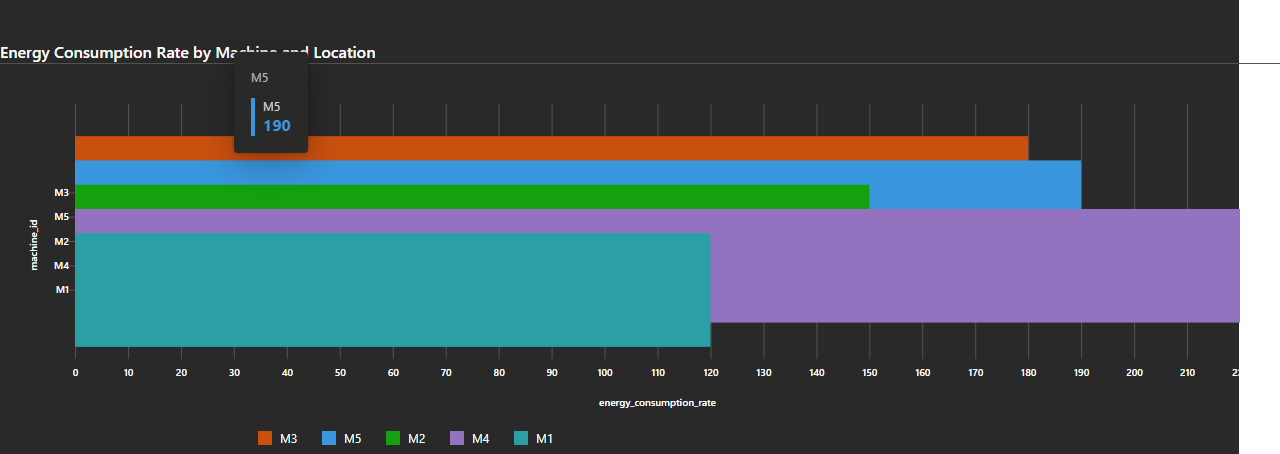 Energy Consumption Rate by Machine and Location
M5
M5
190
M3
M5
M2
M4
M1
machine_id
0 10 20 30 40 50 60 70 80 90 100 110 120 130 140 150 160 170 180 190 200 210
energy_consumption_rate
M3 M5 M2 M4 M1